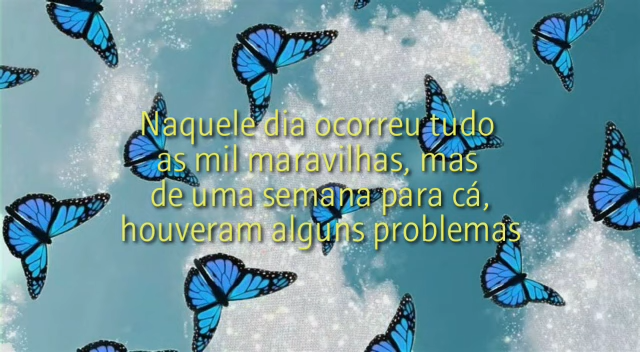 Naquele dia ocorreu tudo
as mil maravilhas, mas
de uma semana para cá,
houveram alguns problemas